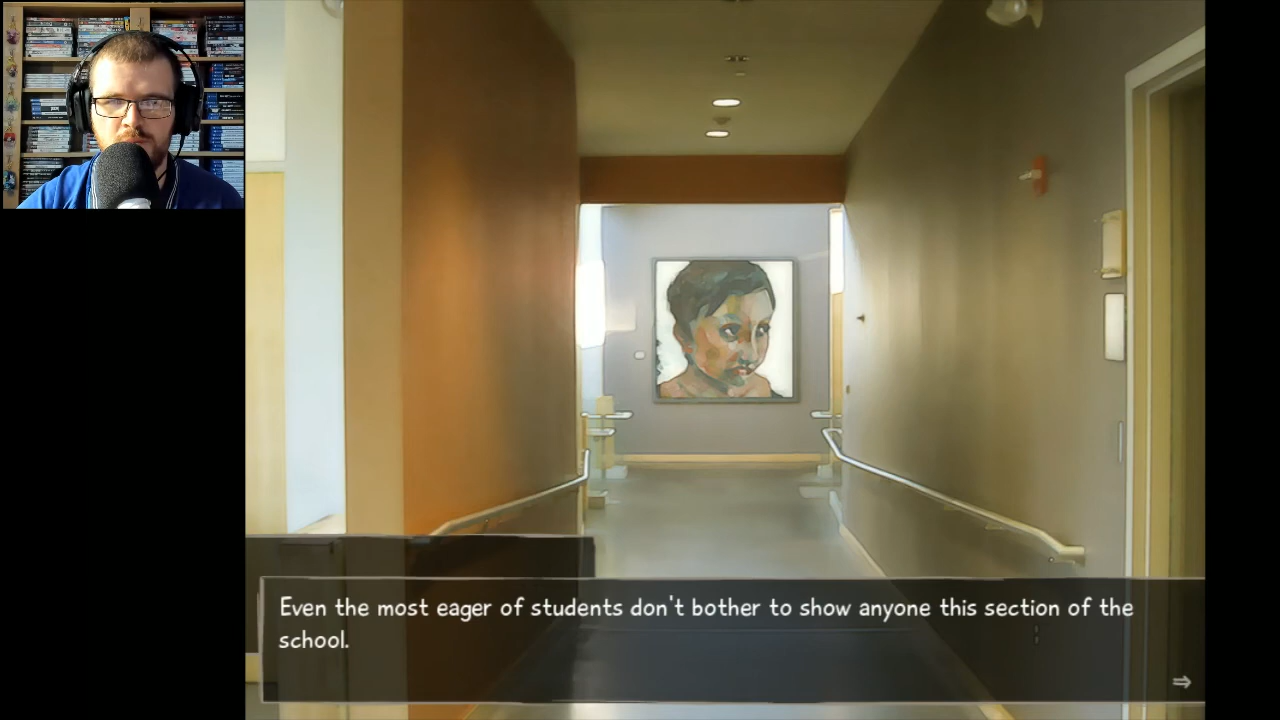 Even the most eager of students don't bother to show anyone this section of the
school.